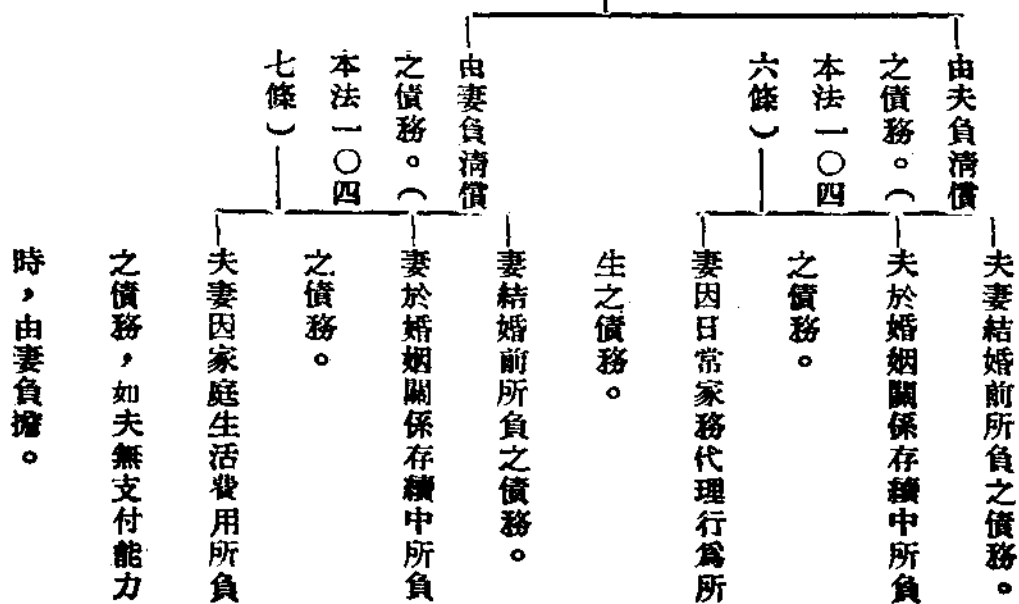 由夫負清償
之債務。（
本法一〇四
六條）
夫妻結婚前所負之債務。
夫於婚姻關係存續中所負
之債務。
妻因日常家務代理行爲所
生之債務。
由妻負清償
之債務。（
本法一〇四
七條）
妻結婚前所負之債務。
妻於婚姻關係存續中所負
之債務。
夫妻因家庭生活費用所負
之債務，如夫無支付能力
時，由妻負擔。